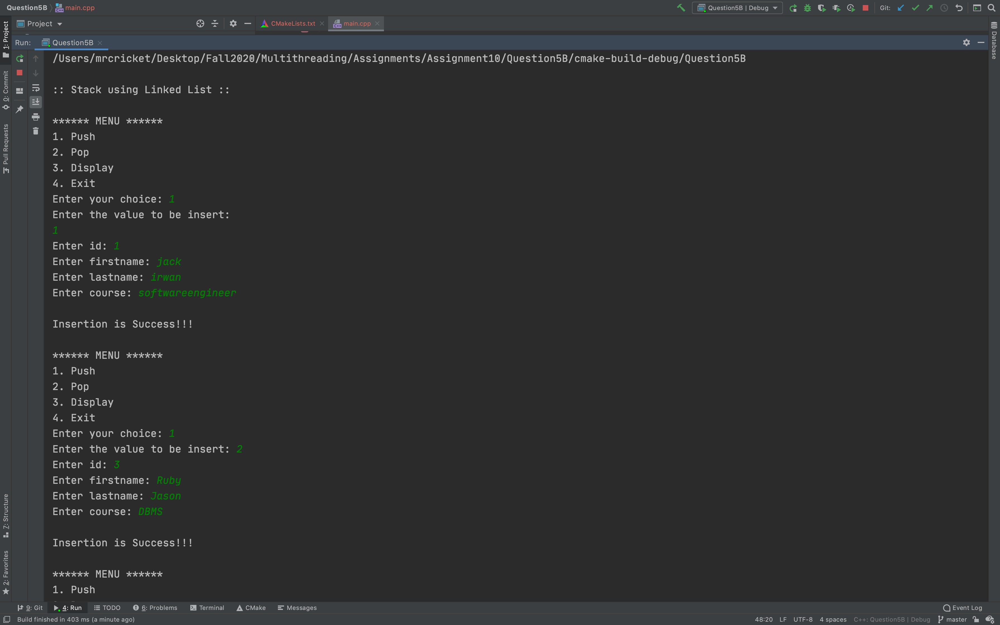 Question5B main.cpp Question5B | Debug Git:
Project CMakeLists.txt main.cpp
Run: Question5B
1: Project
0: Commit
Pull Requests
7: Structure
2: Favorites
Database
/Users/mrcricket/Desktop/Fall2020/Multithreading/Assignments/Assignment10/Question5B/cmake-build-debug/Question5B
:: Stack using Linked List ::
****** MENU ******
1. Push
2. Pop
3. Display
4. Exit
Enter your choice: 1
Enter the value to be insert:
1
Enter id: 1
Enter firstname: jack
Enter lastname: irwan
Enter course: softwareengineer
Insertion is Success!!!
****** MENU ******
1. Push
2. Pop
3. Display
4. Exit
Enter your choice: 1
Enter the value to be insert: 2
Enter id: 3
Enter firstname: Ruby
Enter lastname: Jason
Enter course: DBMS
Insertion is Success!!!
****** MENU ******
1. Push
9: Git 4: Run TODO 6: Problems Terminal CMake Messages Event Log
Build finished in 403 ms (a minute ago) 48:20 LF UTF-8 4 spaces C++: Question5B | Debug master